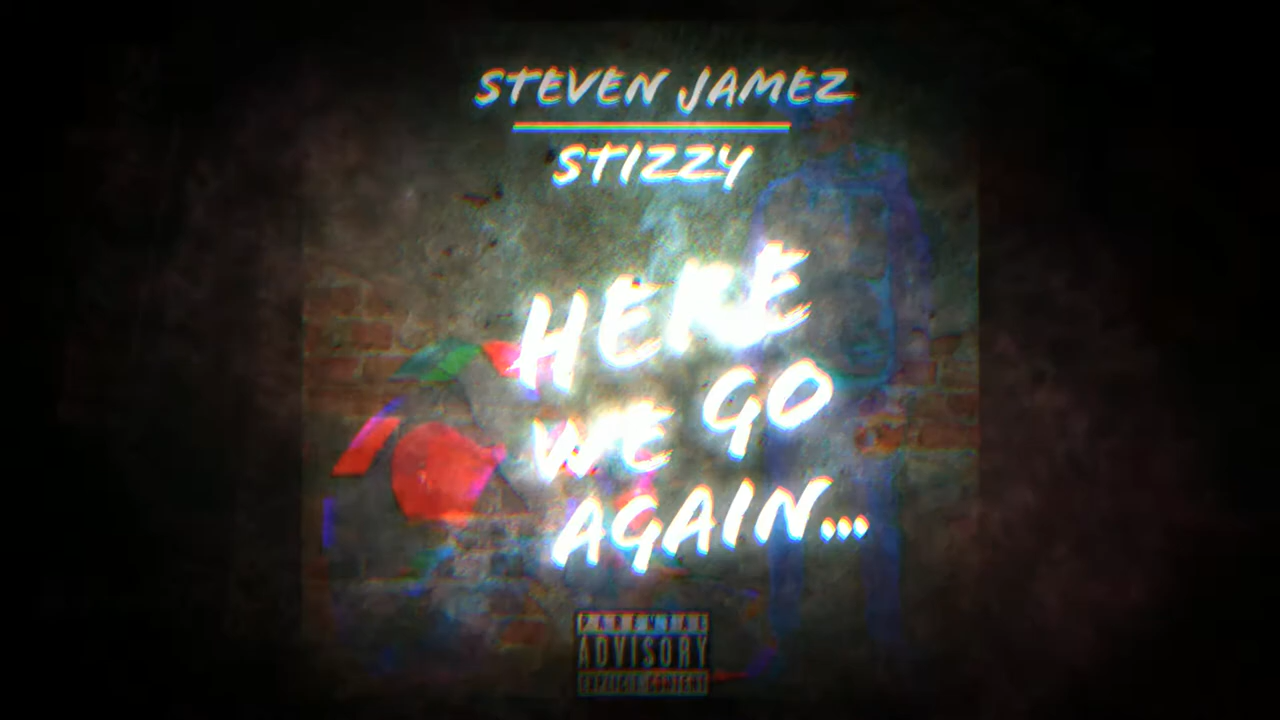 STEVEN JAMEZ
STIZZY
HERE
WE GO
AGAIN...
PARENTAL
ADVISORY
EXPLICIT CONTENT